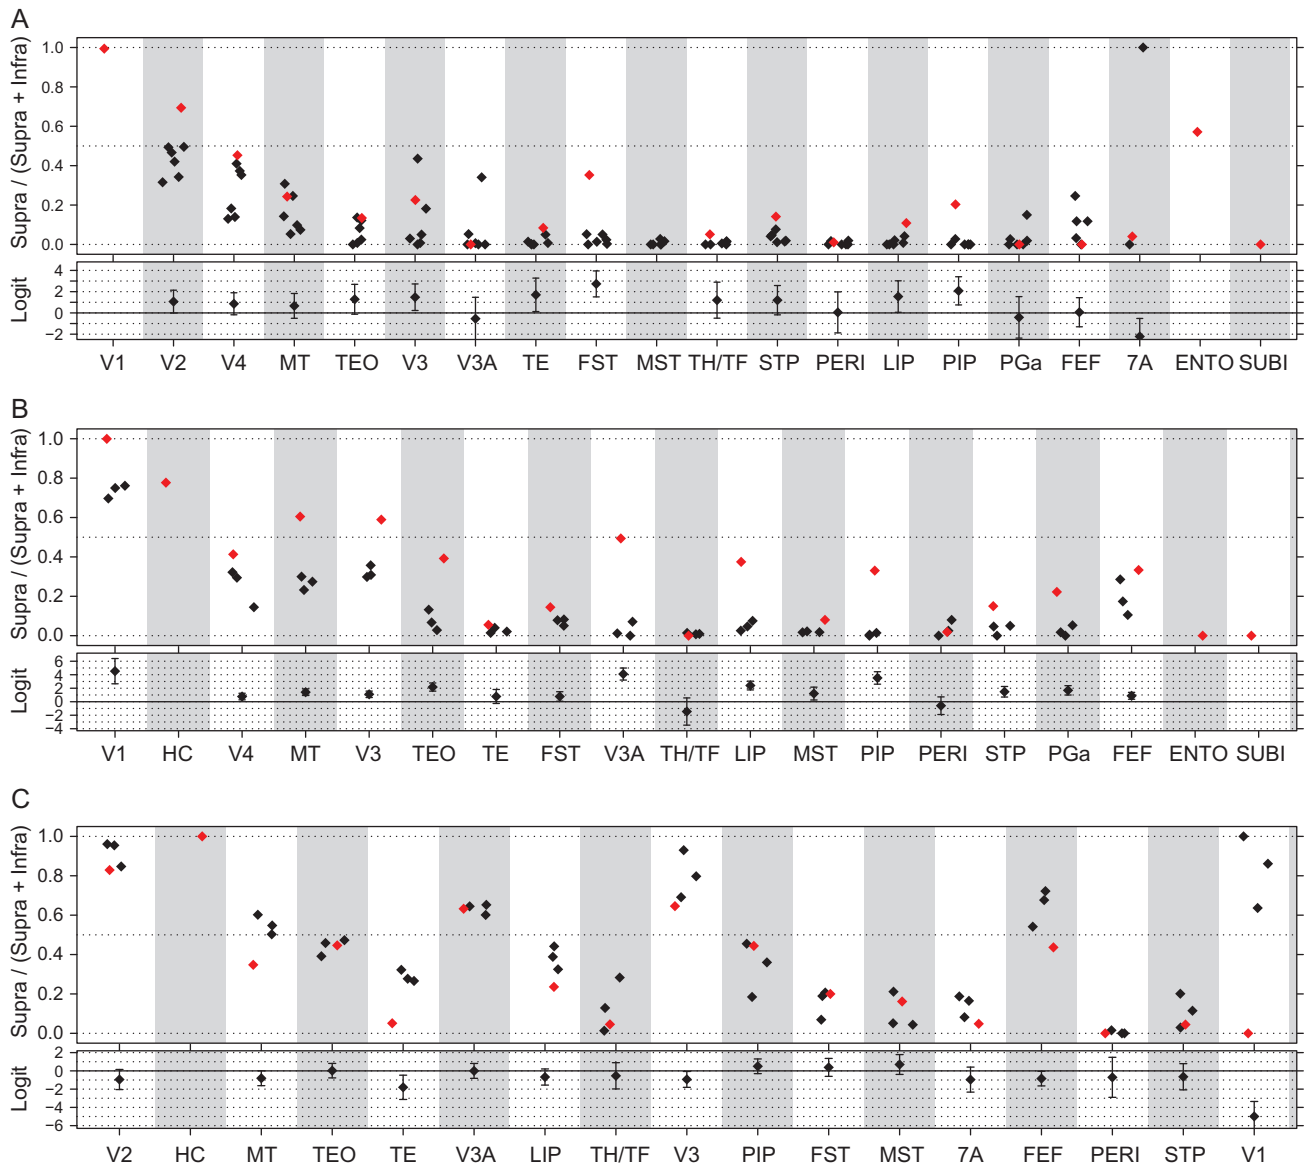 A
Supra / (Supra + Infra)
1.0
0.8
0.6
0.4
0.2
0.0
Logit
4
2
0
−2
V1 V2 V4 MT TEO V3 V3A TE FST MST TH/TF STP PERI LIP PIP PGa FEF 7A ENTO SUBI
B
Supra / (Supra + Infra)
1.0
0.8
0.6
0.4
0.2
0.0
Logit
6
4
2
0
−2
−4
V1 HC V4 MT V3 TEO TE FST V3A TH/TF LIP MST PIP PERI STP PGa FEF ENTO SUBI
C
Supra / (Supra + Infra)
1.0
0.8
0.6
0.4
0.2
0.0
Logit
2
0
−2
−4
−6
V2 HC MT TEO TE V3A LIP TH/TF V3 PIP FST MST 7A FEF PERI STP V1